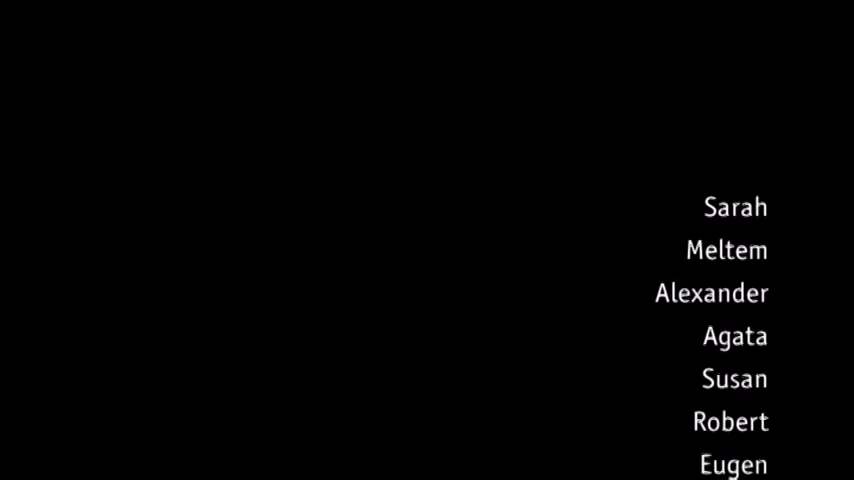 Sarah
Meltem
Alexander
Agata
Susan
Robert
Eugen